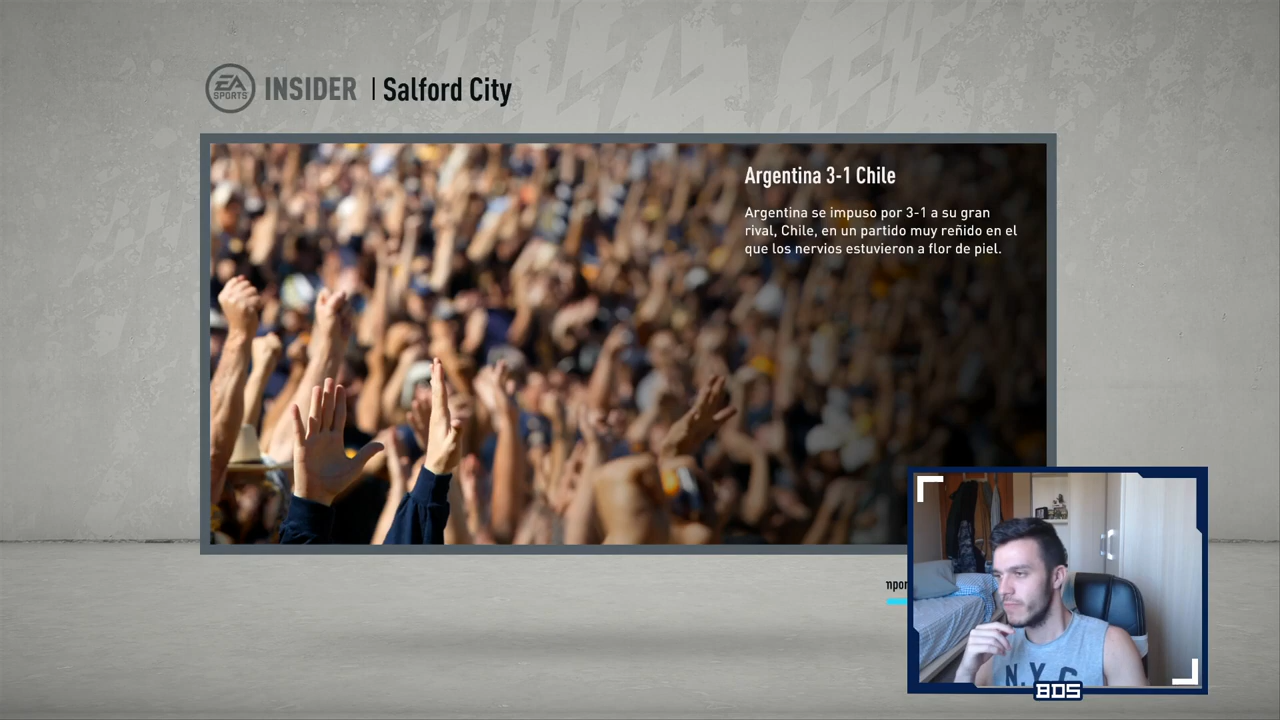 EA
SPORTS
INSIDER | Salford City
Argentina 3-1 Chile
Argentina se impuso por 3-1 a su gran
rival, Chile, en un partido muy reñido en el
que los nervios estuvieron a flor de piel.
N.Y.C
BDS